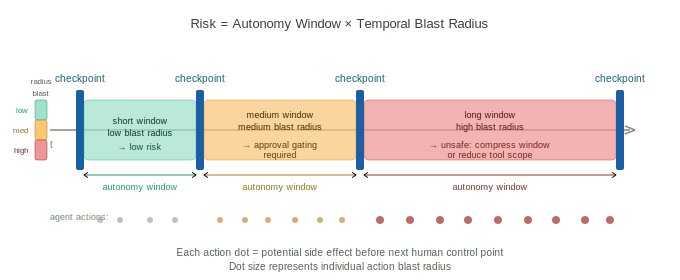 Risk = Autonomy Window × Temporal Blast Radius
radius
blast
low
med
high
t
checkpoint
checkpoint
checkpoint
checkpoint
short window
low blast radius
→ low risk
medium window
medium blast radius
→ approval gating
required
long window
high blast radius
→ unsafe: compress window
or reduce tool scope
autonomy window
autonomy window
autonomy window
agent actions:
Each action dot = potential side effect before next human control point
Dot size represents individual action blast radius